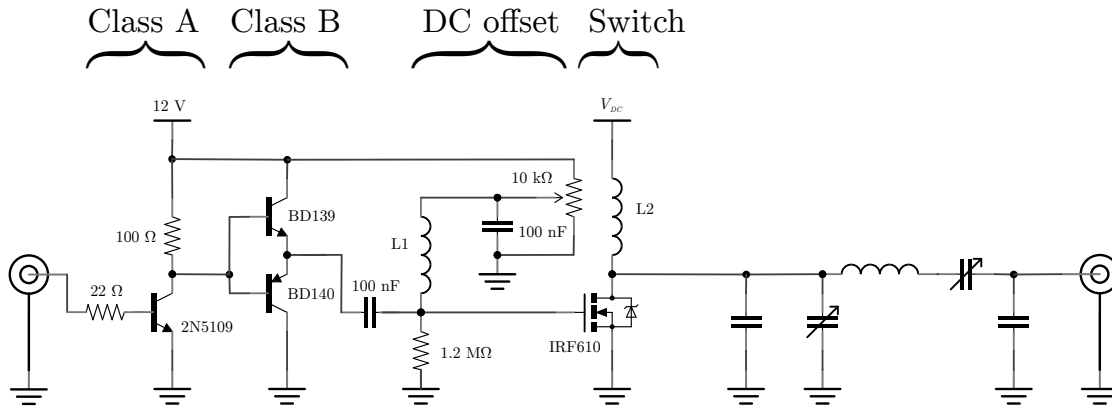 Class A Class B DC offset Switch
12 V
V_DC
10 kΩ
BD139
L2
100 Ω
L1
100 nF
22 Ω
BD140
100 nF
2N5109
1.2 MΩ
IRF610